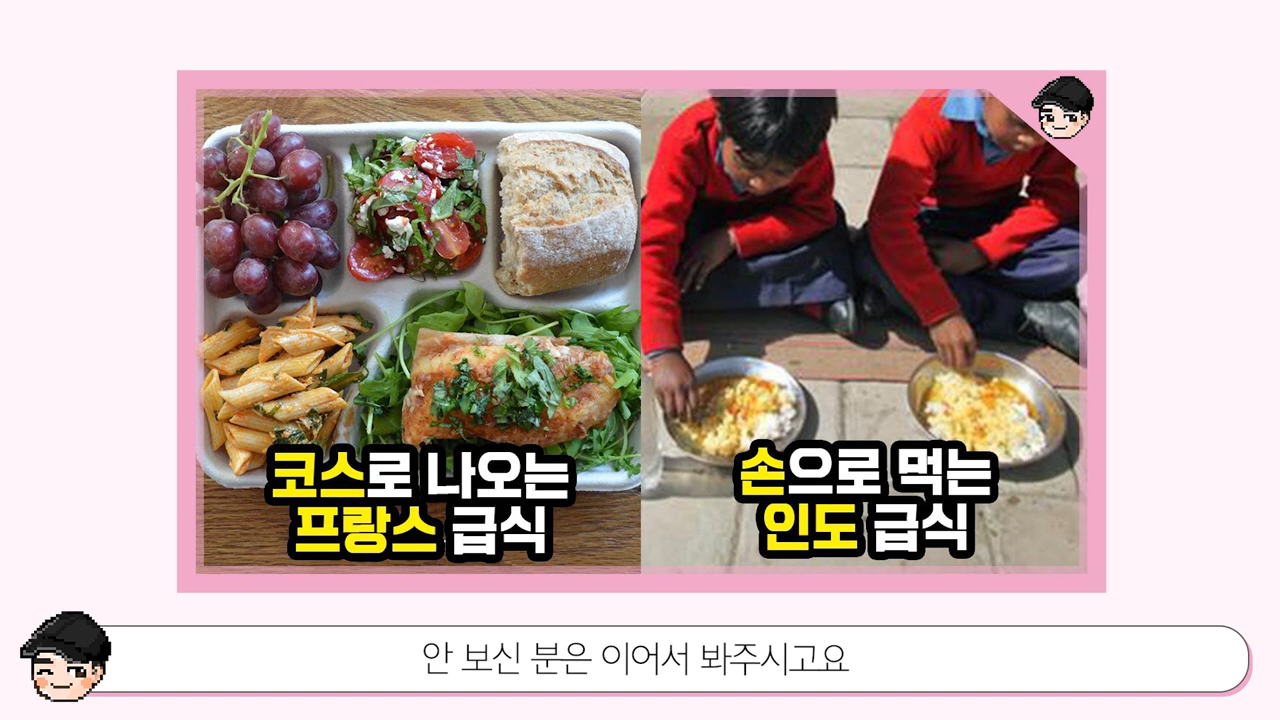 코스로 나오는
프랑스 급식
손으로 먹는
인도 급식
안 보신 분은 이어서 봐주시고요